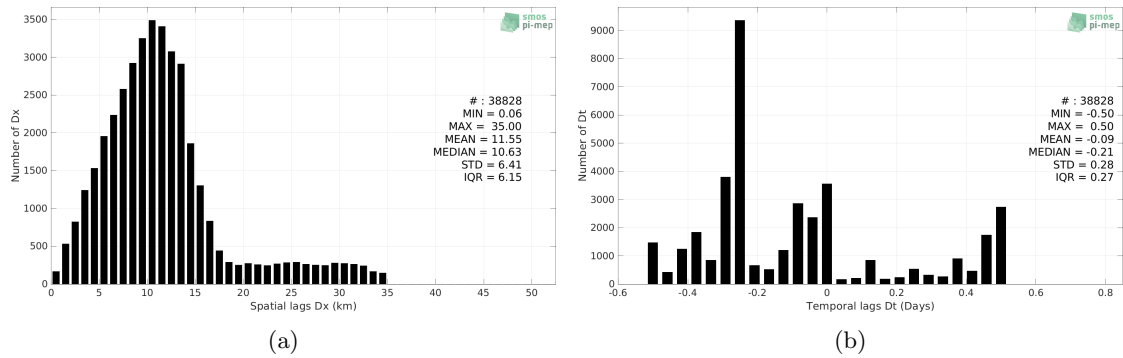 3500
3000
2500
2000
1500
1000
500
0
0 5 10 15 20 25 30 35 40 45 50
Number of Dx
Spatial lags Dx (km)
smos
pi-mep
# : 38828
MIN = 0.06
MAX = 35.00
MEAN = 11.55
MEDIAN = 10.63
STD = 6.41
IQR = 6.15
(a)
9000
8000
7000
6000
5000
4000
3000
2000
1000
0
-0.6 -0.4 -0.2 0 0.2 0.4 0.6 0.8
Number of Dt
Temporal lags Dt (Days)
smos
pi-mep
# : 38828
MIN = -0.50
MAX = 0.50
MEAN = -0.09
MEDIAN = -0.21
STD = 0.28
IQR = 0.27
(b)